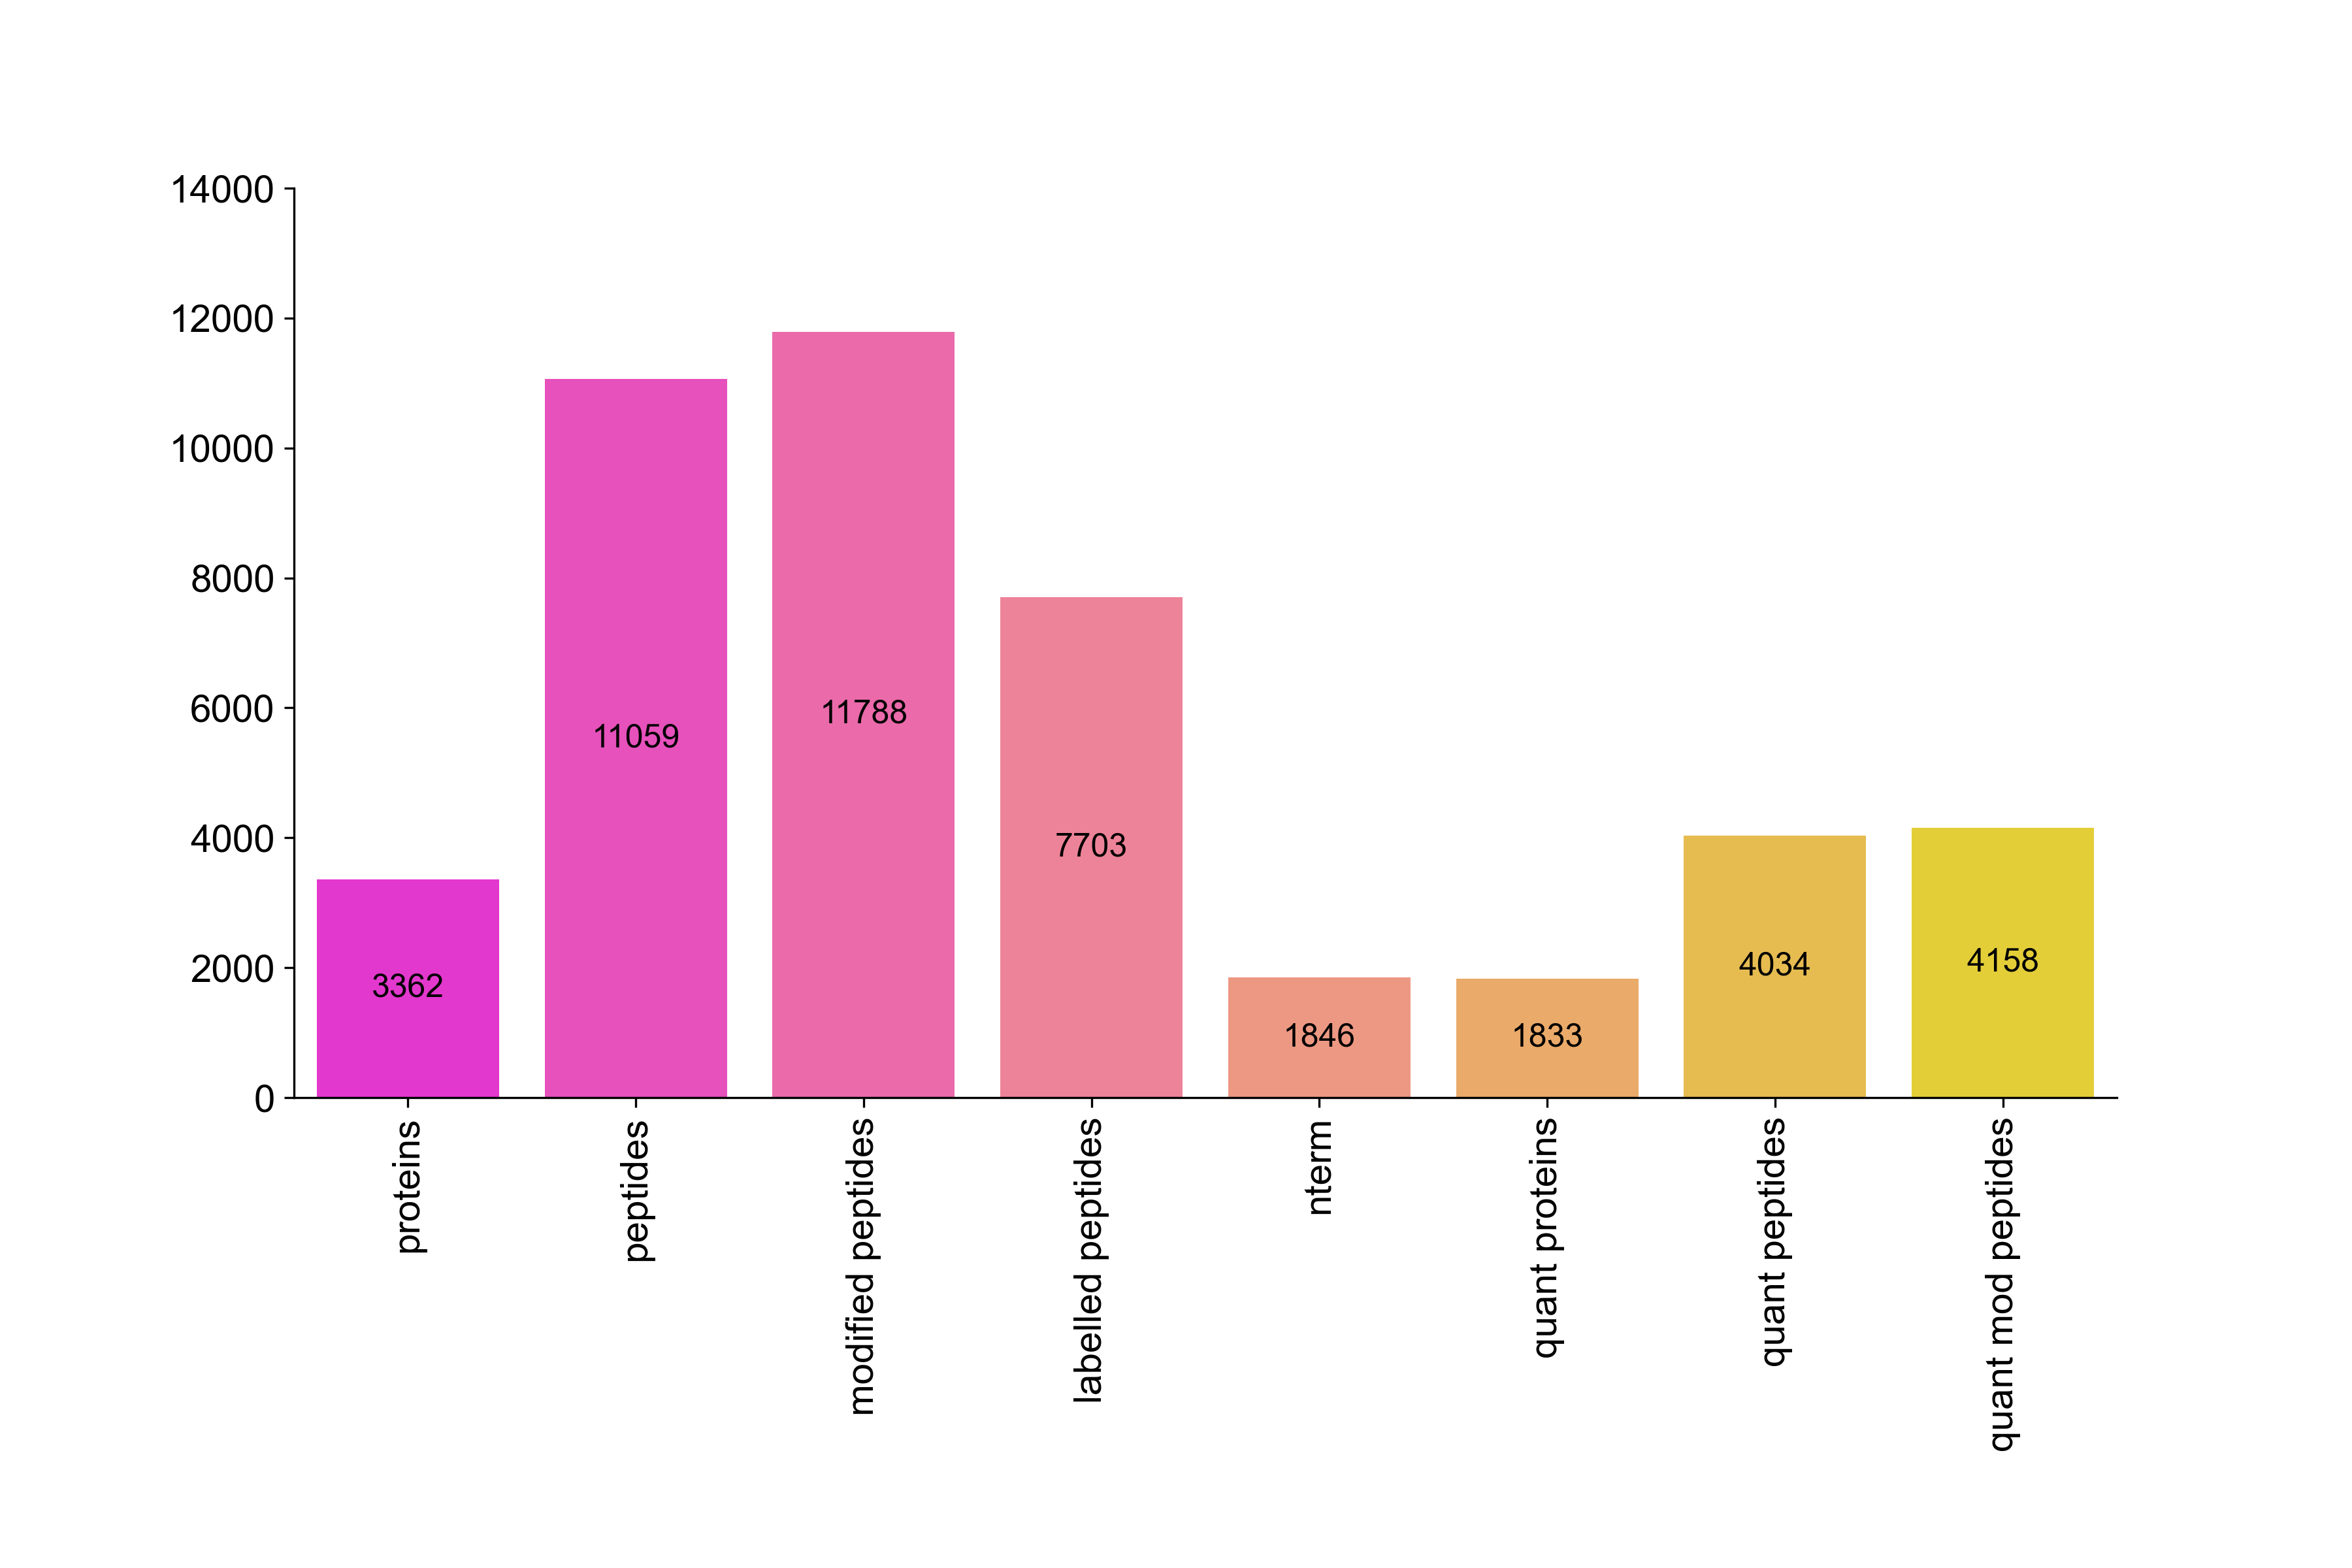 14000
12000
10000
8000
6000
4000
2000
0
3362
11059
11788
7703
1846
1833
4034
4158
proteins
peptides
modified peptides
labelled peptides
nterm
quant proteins
quant peptides
quant mod peptides